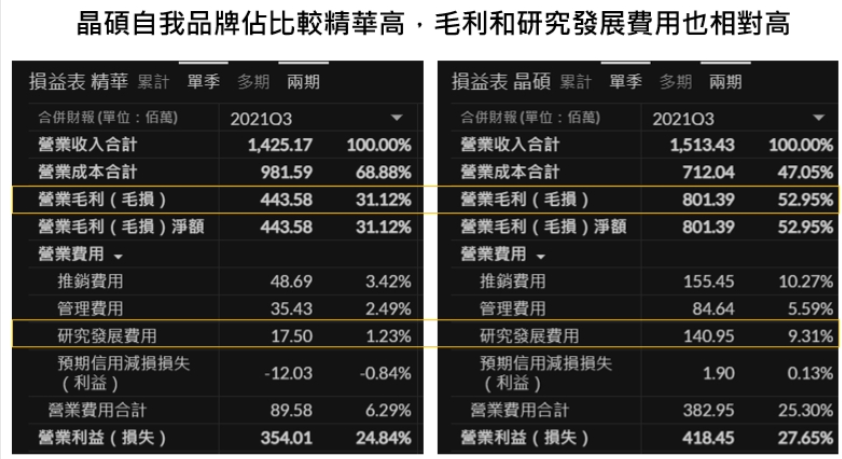 晶碩自我品牌佔比較精華高，毛利和研究發展費用也相對高
損益表 精華 累計 單季 多期 兩期
合併財報(單位：佰萬) 2021Q3
營業收入合計 1,425.17 100.00%
營業成本合計 981.59 68.88%
營業毛利（毛損） 443.58 31.12%
營業毛利（毛損）淨額 443.58 31.12%
營業費用
推銷費用 48.69 3.42%
管理費用 35.43 2.49%
研究發展費用 17.50 1.23%
預期信用減損損失
（利益） -12.03 -0.84%
營業費用合計 89.58 6.29%
營業利益（損失） 354.01 24.84%
損益表 晶碩 累計 單季 多期 兩期
合併財報(單位：佰萬) 2021Q3
營業收入合計 1,513.43 100.00%
營業成本合計 712.04 47.05%
營業毛利（毛損） 801.39 52.95%
營業毛利（毛損）淨額 801.39 52.95%
營業費用
推銷費用 155.45 10.27%
管理費用 84.64 5.59%
研究發展費用 140.95 9.31%
預期信用減損損失
（利益） 1.90 0.13%
營業費用合計 382.95 25.30%
營業利益（損失） 418.45 27.65%